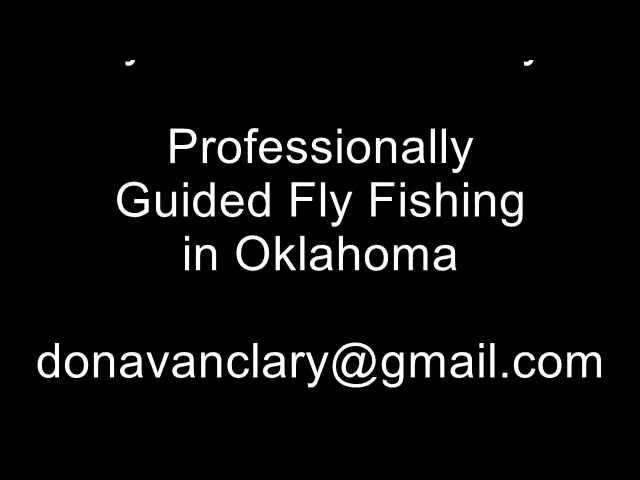 Professionally
Guided Fly Fishing
in Oklahoma
donavanclary@gmail.com